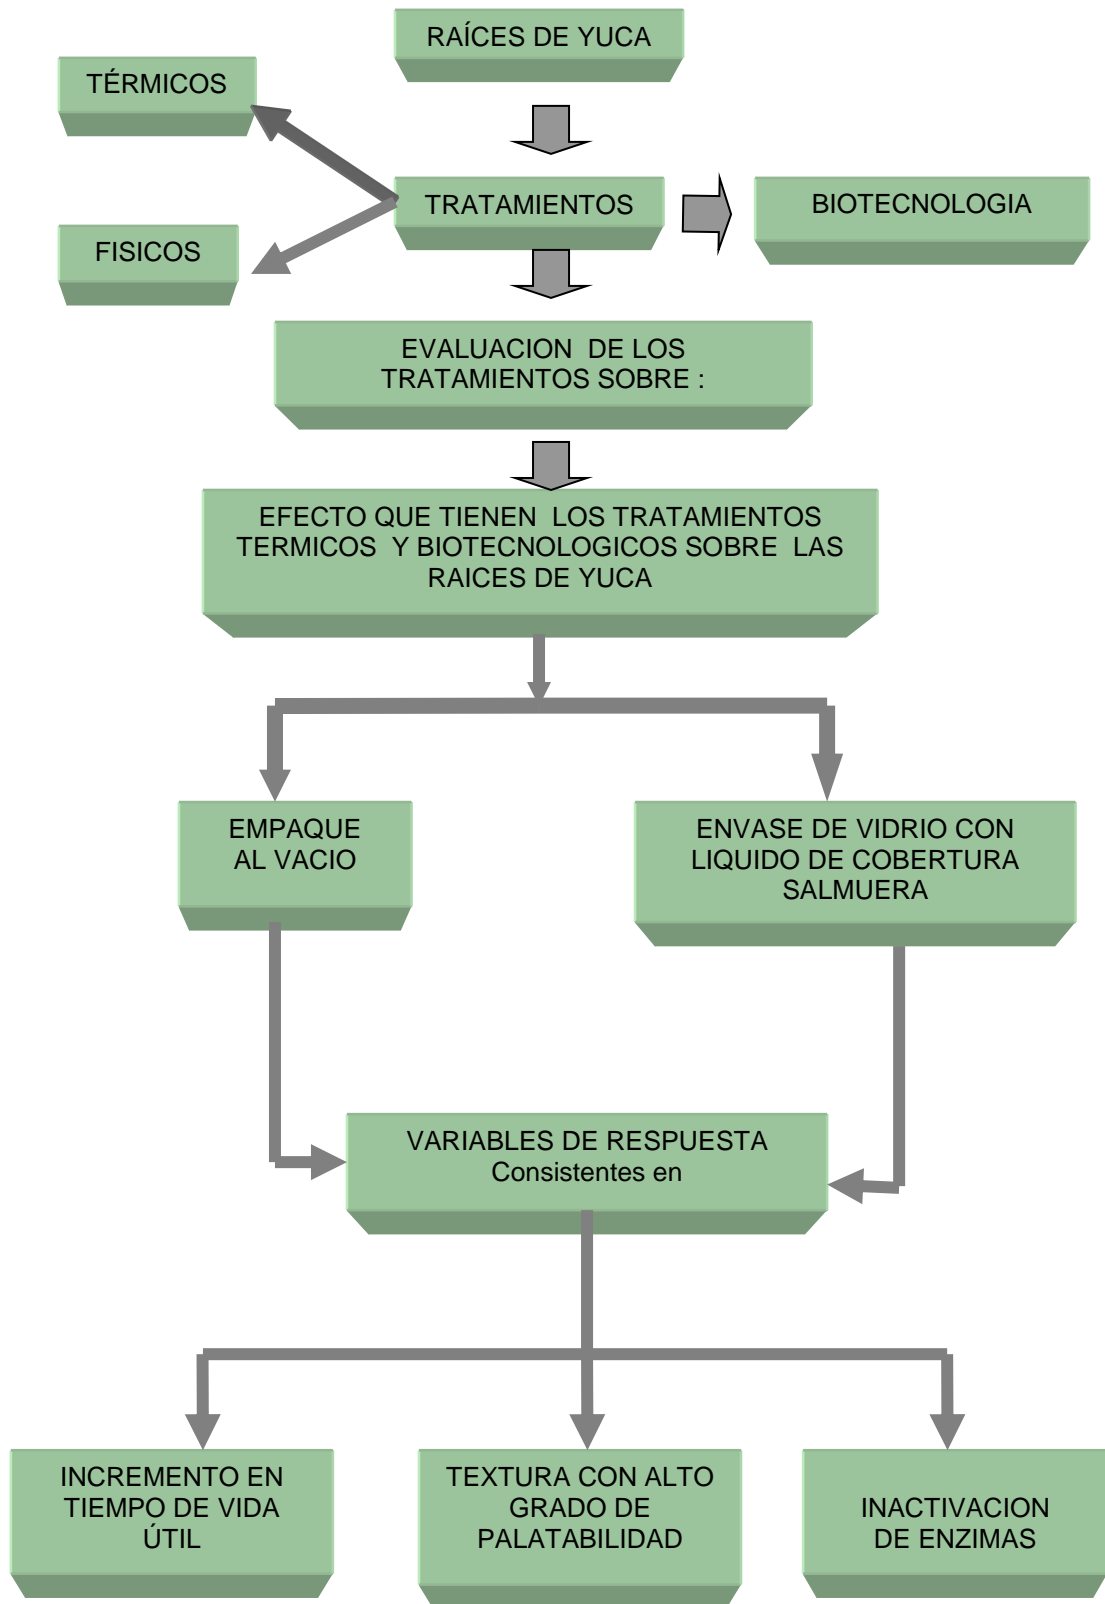 RAÍCES DE YUCA
TÉRMICOS
TRATAMIENTOS
BIOTECNOLOGIA
FISICOS
EVALUACION DE LOS
TRATAMIENTOS SOBRE :
EFECTO QUE TIENEN LOS TRATAMIENTOS
TERMICOS Y BIOTECNOLOGICOS SOBRE LAS
RAICES DE YUCA
EMPAQUE
AL VACIO
ENVASE DE VIDRIO CON
LIQUIDO DE COBERTURA
SALMUERA
VARIABLES DE RESPUESTA
Consistentes en
INCREMENTO EN
TIEMPO DE VIDA
ÚTIL
TEXTURA CON ALTO
GRADO DE
PALATABILIDAD
INACTIVACION
DE ENZIMAS